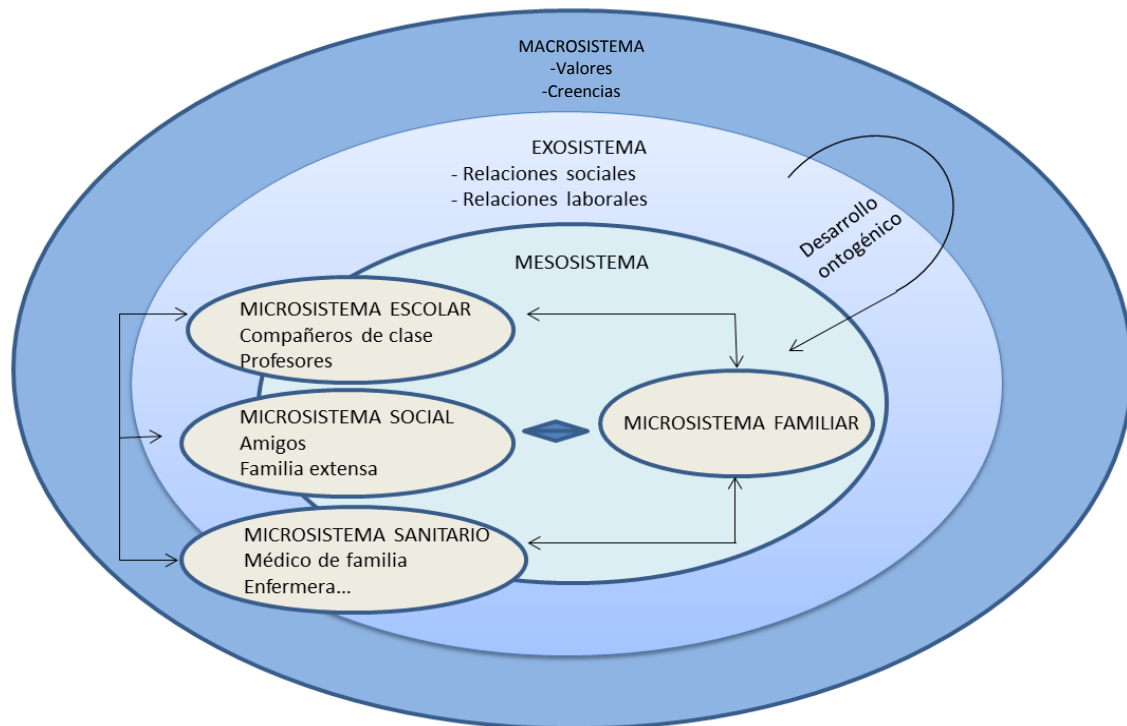 MACROSISTEMA
-Valores
-Creencias
EXOSISTEMA
- Relaciones sociales
- Relaciones laborales
Desarrollo
ontogénico
MESOSISTEMA
MICROSISTEMA ESCOLAR
Compañeros de clase
Profesores
MICROSISTEMA SOCIAL
Amigos
Familia extensa
MICROSISTEMA FAMILIAR
MICROSISTEMA SANITARIO
Médico de familia
Enfermera...